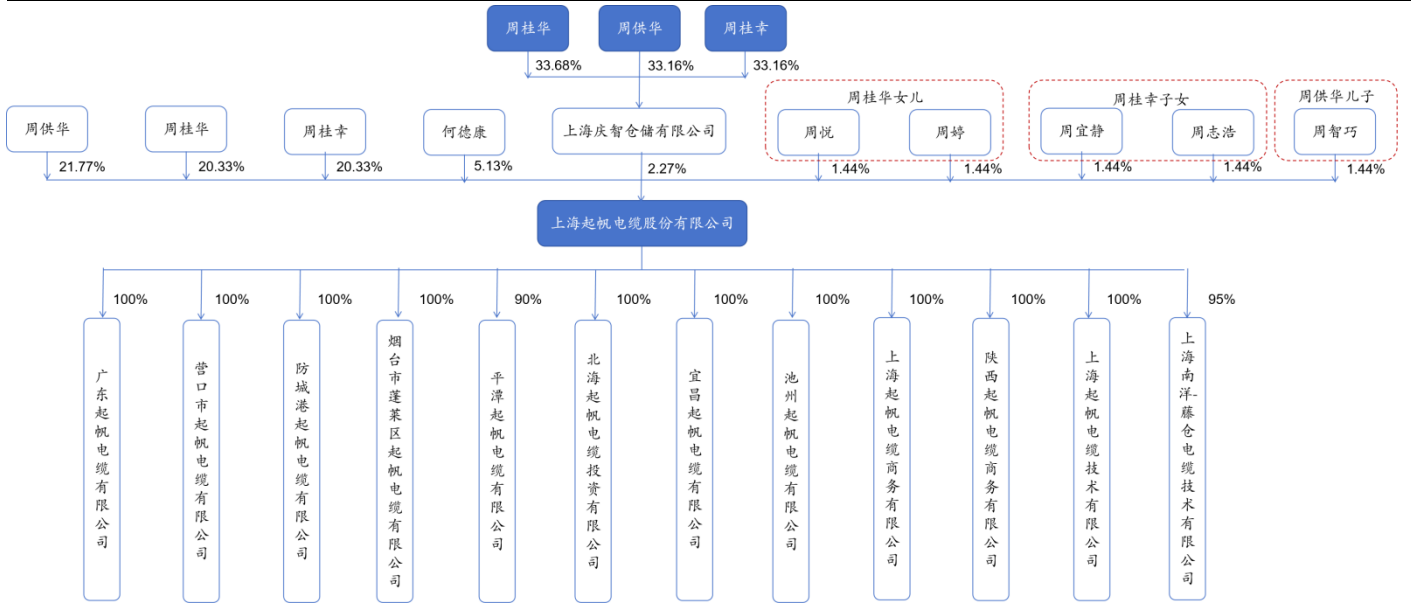 周桂华
周供华
周桂幸
33.68%
33.16%
33.16%
周桂华女儿
周桂幸子女
周供华儿子
周供华
周桂华
周桂幸
何德康
上海庆智仓储有限公司
周悦
周婷
周宜静
周志浩
周智巧
21.77%
20.33%
20.33%
5.13%
2.27%
1.44%
1.44%
1.44%
1.44%
1.44%
上海起帆电缆股份有限公司
100%
100%
100%
100%
90%
100%
100%
100%
100%
100%
100%
95%
广东起帆电缆有限公司
营口市起帆电缆有限公司
防城港起帆电缆有限公司
烟台市蓬莱区起帆电缆有限公司
平潭起帆电缆有限公司
北海起帆电缆投资有限公司
宜昌起帆电缆有限公司
池州起帆电缆有限公司
上海起帆电缆商务有限公司
陕西起帆电缆商务有限公司
上海起帆电缆技术有限公司
上海南洋-藤仓电缆技术有限公司